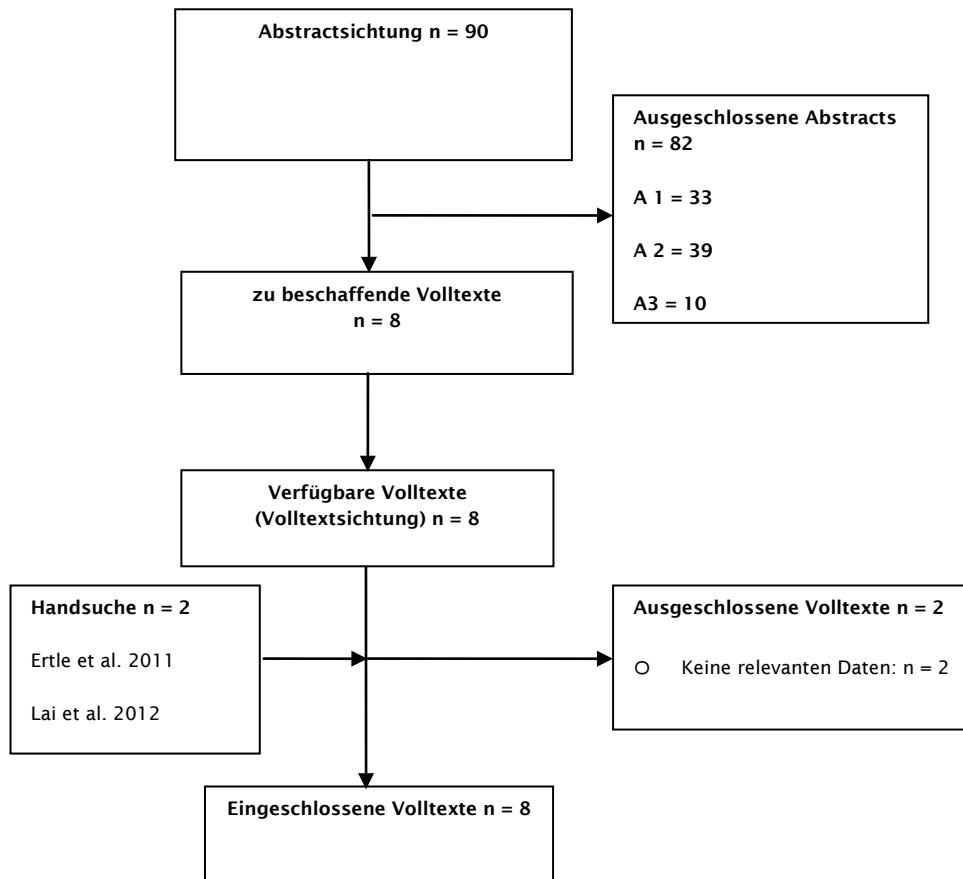 Abstractsichtung n = 90
Ausgeschlossene Abstracts
n = 82
A 1 = 33
A 2 = 39
A3 = 10
zu beschaffende Volltexte
n = 8
Verfügbare Volltexte
(Volltextsichtung) n = 8
Handsuche n = 2
Ertle et al. 2011
Lai et al. 2012
Ausgeschlossene Volltexte n = 2
O Keine relevanten Daten: n = 2
Eingeschlossene Volltexte n = 8